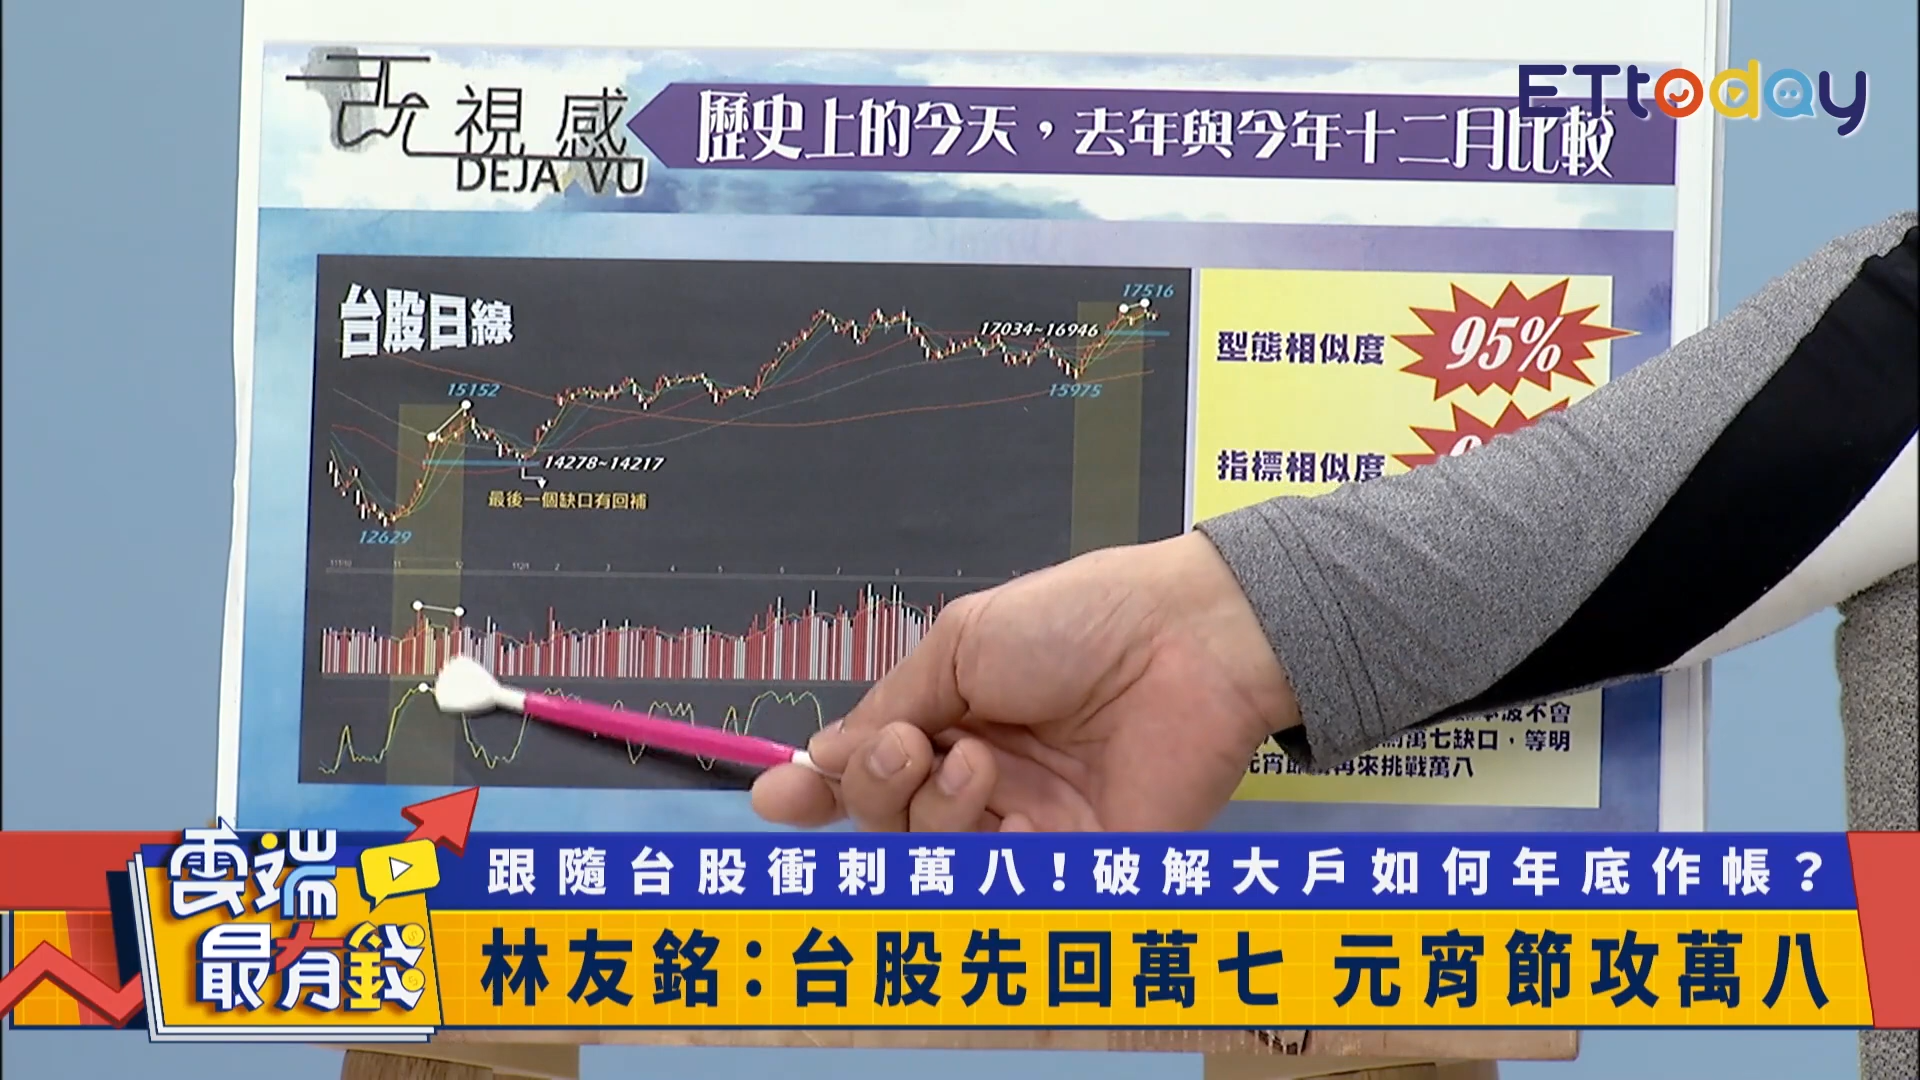 ETtoday
既視感
DEJA VU
歷史上的今天，去年與今年十二月比較
台股日線
17516
17034~16946
15975
15152
14278~14217
最後一個缺口有回補
12629
型態相似度
95%
指標相似度
萬七缺口，等明
再來挑戰萬八
雲端最有錢
跟隨台股衝刺萬八！破解大戶如何年底作帳？
林友銘：台股先回萬七 元宵節攻萬八